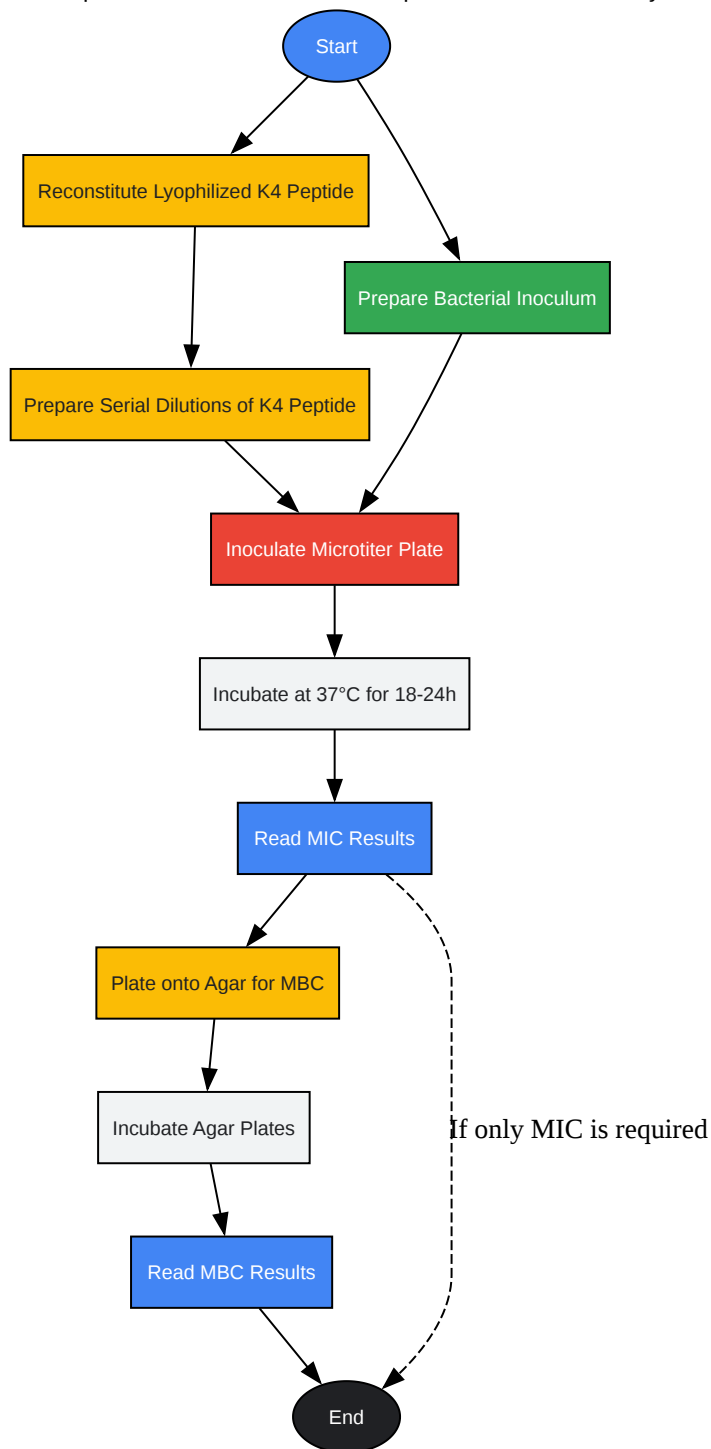 Start
Reconstitute Lyophilized K4 Peptide
Prepare Bacterial Inoculum
Prepare Serial Dilutions of K4 Peptide
Inoculate Microtiter Plate
Incubate at 37°C for 18-24h
Read MIC Results
Plate onto Agar for MBC
Incubate Agar Plates
If only MIC is required
Read MBC Results
End